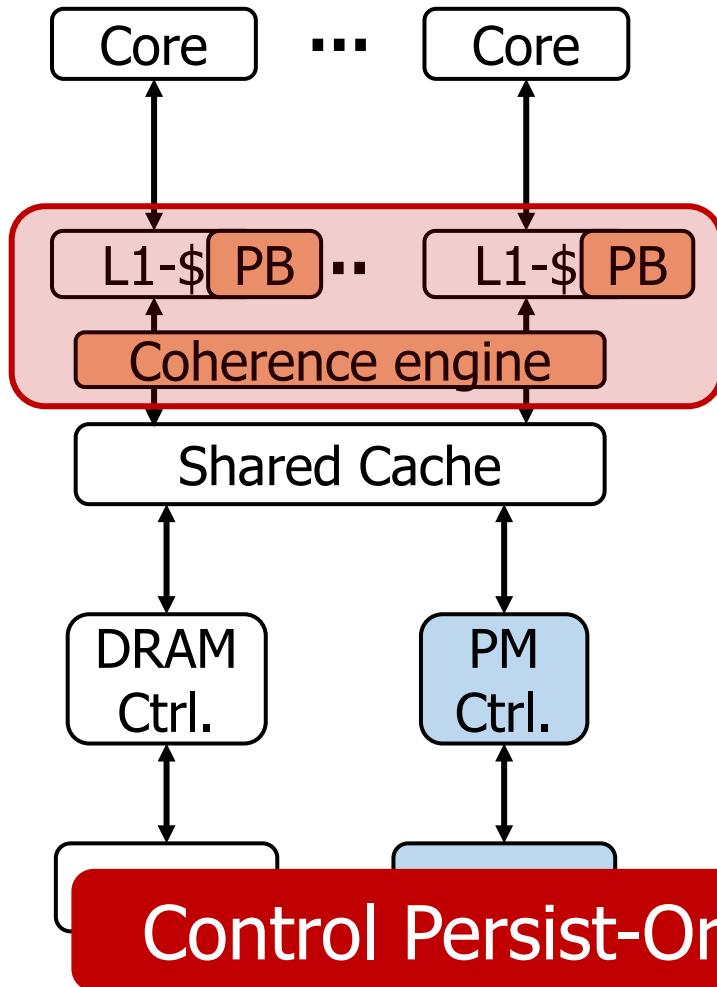 Core ... Core
L1-$ PB .. L1-$ PB
Coherence engine
Shared Cache
DRAM
Ctrl.
PM
Ctrl.
Control Persist-Or